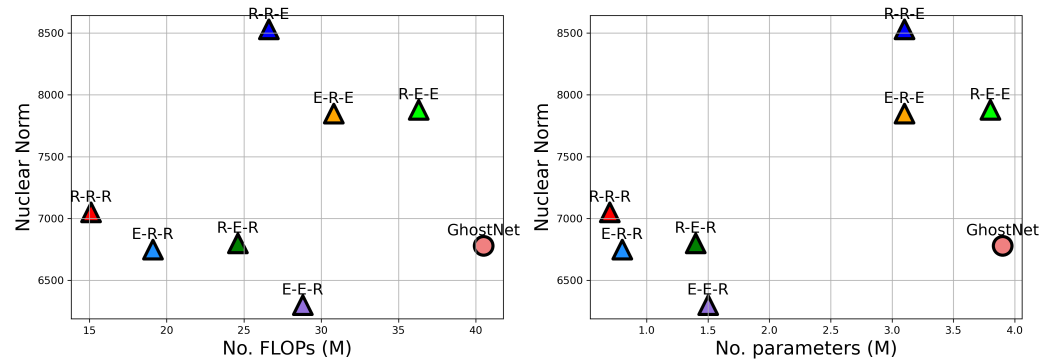 R-R-E
8500
8000
7500
7000
6500
Nuclear Norm
E-R-E
R-E-E
R-R-R
E-R-R
R-E-R
GhostNet
E-E-R
15 20 25 30 35 40
No. FLOPs (M)
R-R-E
8500
8000
7500
7000
6500
Nuclear Norm
E-R-E
R-E-E
R-R-R
E-R-R
R-E-R
GhostNet
E-E-R
1.0 1.5 2.0 2.5 3.0 3.5 4.0
No. parameters (M)